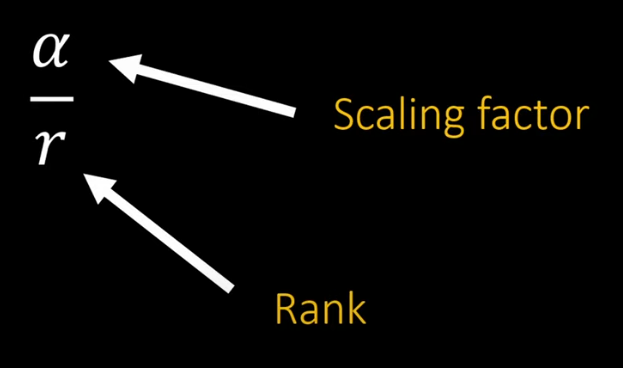 α
r
Scaling factor
Rank